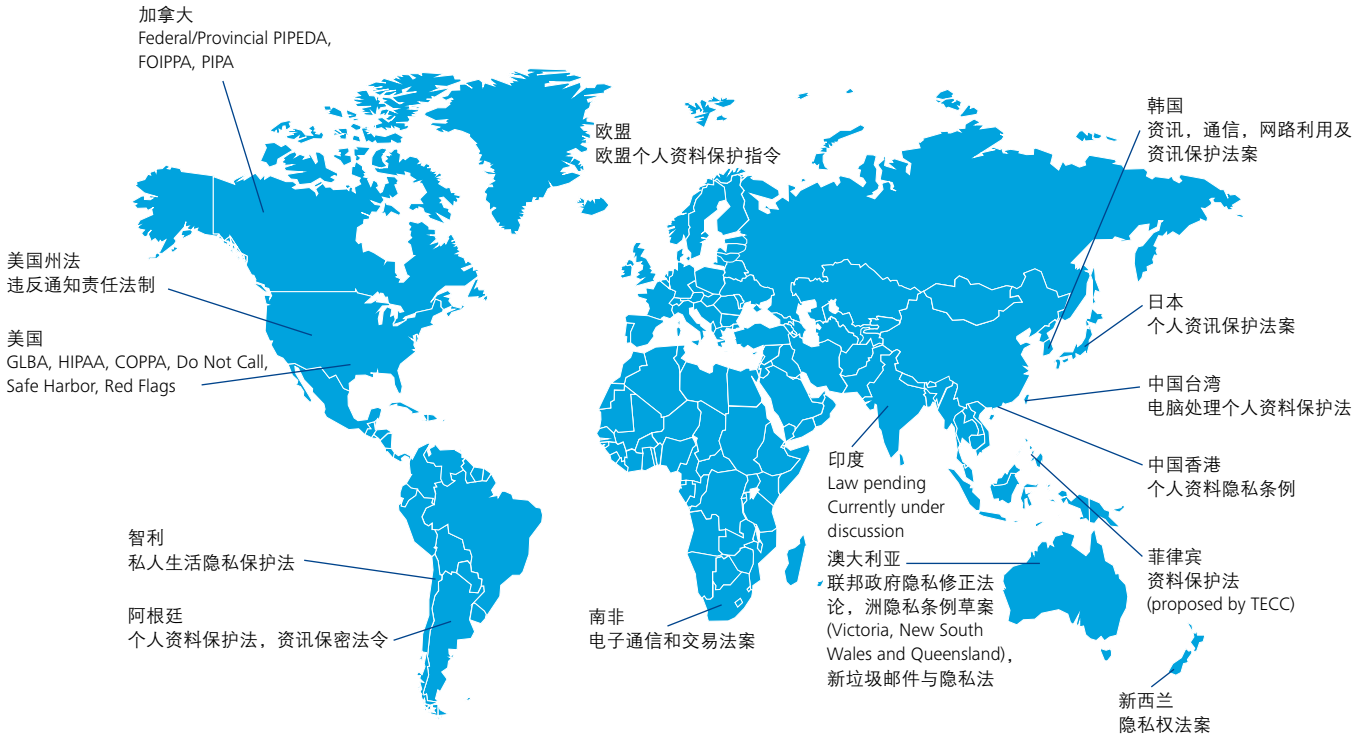 加拿大
Federal/Provincial PIPEDA,
FOIPPA, PIPA
欧盟
欧盟个人资料保护指令
韩国
资讯，通信，网路利用及
资讯保护法案
美国州法
违反通知责任法制
美国
GLBA, HIPAA, COPPA, Do Not Call,
Safe Harbor, Red Flags
日本
个人资讯保护法案
中国台湾
电脑处理个人资料保护法
中国香港
个人资料隐私条例
印度
Law pending
Currently under
discussion
智利
私人生活隐私保护法
阿根廷
个人资料保护法，资讯保密法令
南非
电子通信和交易法案
澳大利亚
联邦政府隐私修正法
论，洲隐私条例草案
(Victoria, New South
Wales and Queensland)，
新垃圾邮件与隐私法
菲律宾
资料保护法
(proposed by TECC)
新西兰
隐私权法案